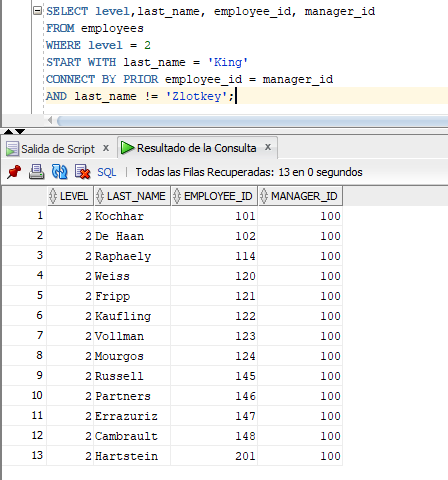 SELECT level,last_name, employee_id, manager_id
FROM employees
WHERE level = 2
START WITH last_name = 'King'
CONNECT BY PRIOR employee_id = manager_id
AND last_name != 'Zlotkey';
Salida de Script x Resultado de la Consulta x
SQL | Todas las Filas Recuperadas: 13 en 0 segundos
LEVEL LAST_NAME EMPLOYEE_ID MANAGER_ID
1 2 Kochhar 101 100
2 2 De Haan 102 100
3 2 Raphaely 114 100
4 2 Weiss 120 100
5 2 Fripp 121 100
6 2 Kaufling 122 100
7 2 Vollman 123 100
8 2 Mourgos 124 100
9 2 Russell 145 100
10 2 Partners 146 100
11 2 Errazuriz 147 100
12 2 Cambrault 148 100
13 2 Hartstein 201 100